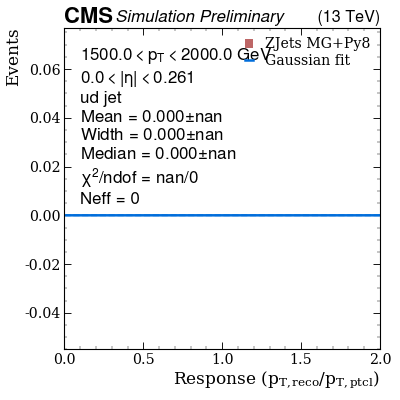 CMS Simulation Preliminary (13 TeV)
Events
1500.0 < pT < 2000.0 GeV
ZJets MG+Py8
Gaussian fit
0.0 < |η| < 0.261
ud jet
Mean = 0.000±nan
Width = 0.000±nan
Median = 0.000±nan
χ²/ndof = nan/0
Neff = 0
0.06
0.04
0.02
0.00
-0.02
-0.04
0.0 0.5 1.0 1.5 2.0
Response (pT,reco/pT,ptcl)